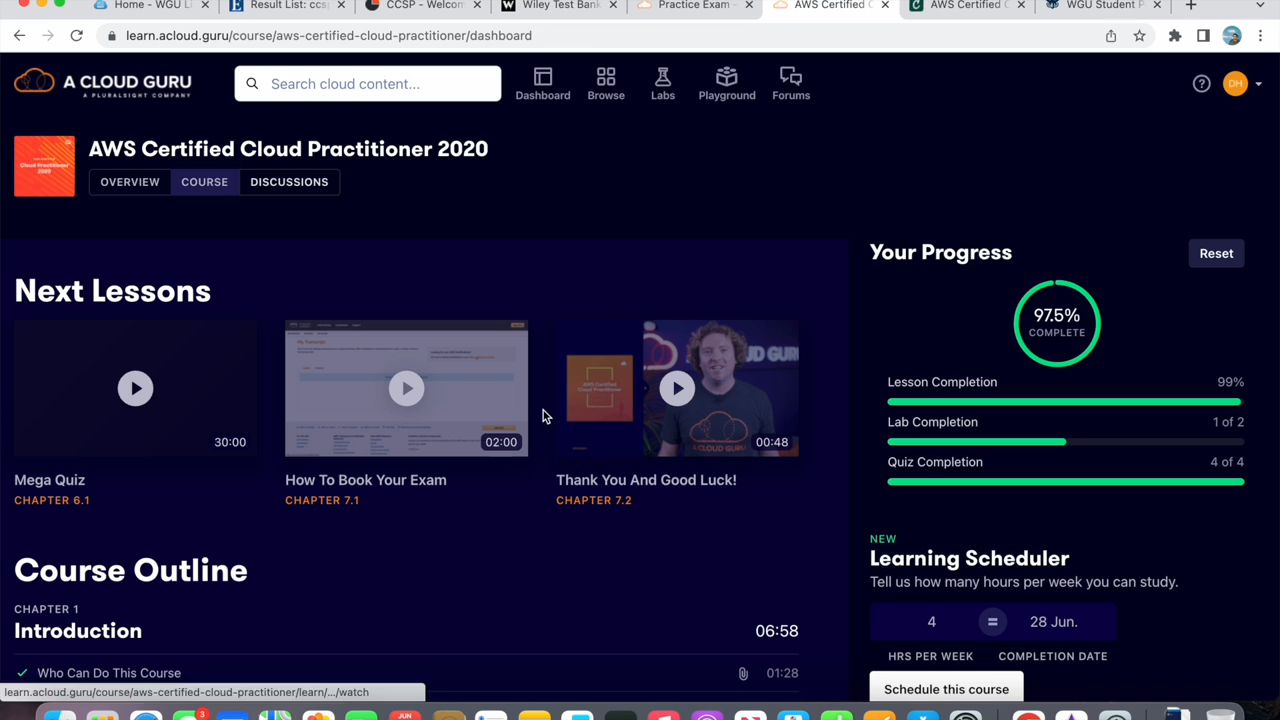 Home - WGU Li
Result List: ccsp
CCSP - Welcom
Wiley Test Bank
Practice Exam -
AWS Certified C
AWS Certified C
WGU Student P
learn.acloud.guru/course/aws-certified-cloud-practitioner/dashboard
A CLOUD GURU
A PLURALSIGHT COMPANY
Search cloud content...
Dashboard
Browse
Labs
Playground
Forums
DH
Cloud Practitioner
2020
AWS Certified Cloud Practitioner 2020
OVERVIEW
COURSE
DISCUSSIONS
Next Lessons
30:00
Mega Quiz
CHAPTER 6.1
02:00
How To Book Your Exam
CHAPTER 7.1
00:48
Thank You And Good Luck!
CHAPTER 7.2
Course Outline
CHAPTER 1
Introduction
06:58
Who Can Do This Course
01:28
learn.acloud.guru/course/aws-certified-cloud-practitioner/learn/.../watch
Your Progress
Reset
97.5%
COMPLETE
Lesson Completion
99%
Lab Completion
1 of 2
Quiz Completion
4 of 4
NEW
Learning Scheduler
Tell us how many hours per week you can study.
4
=
28 Jun.
HRS PER WEEK
COMPLETION DATE
Schedule this course
3
JUN